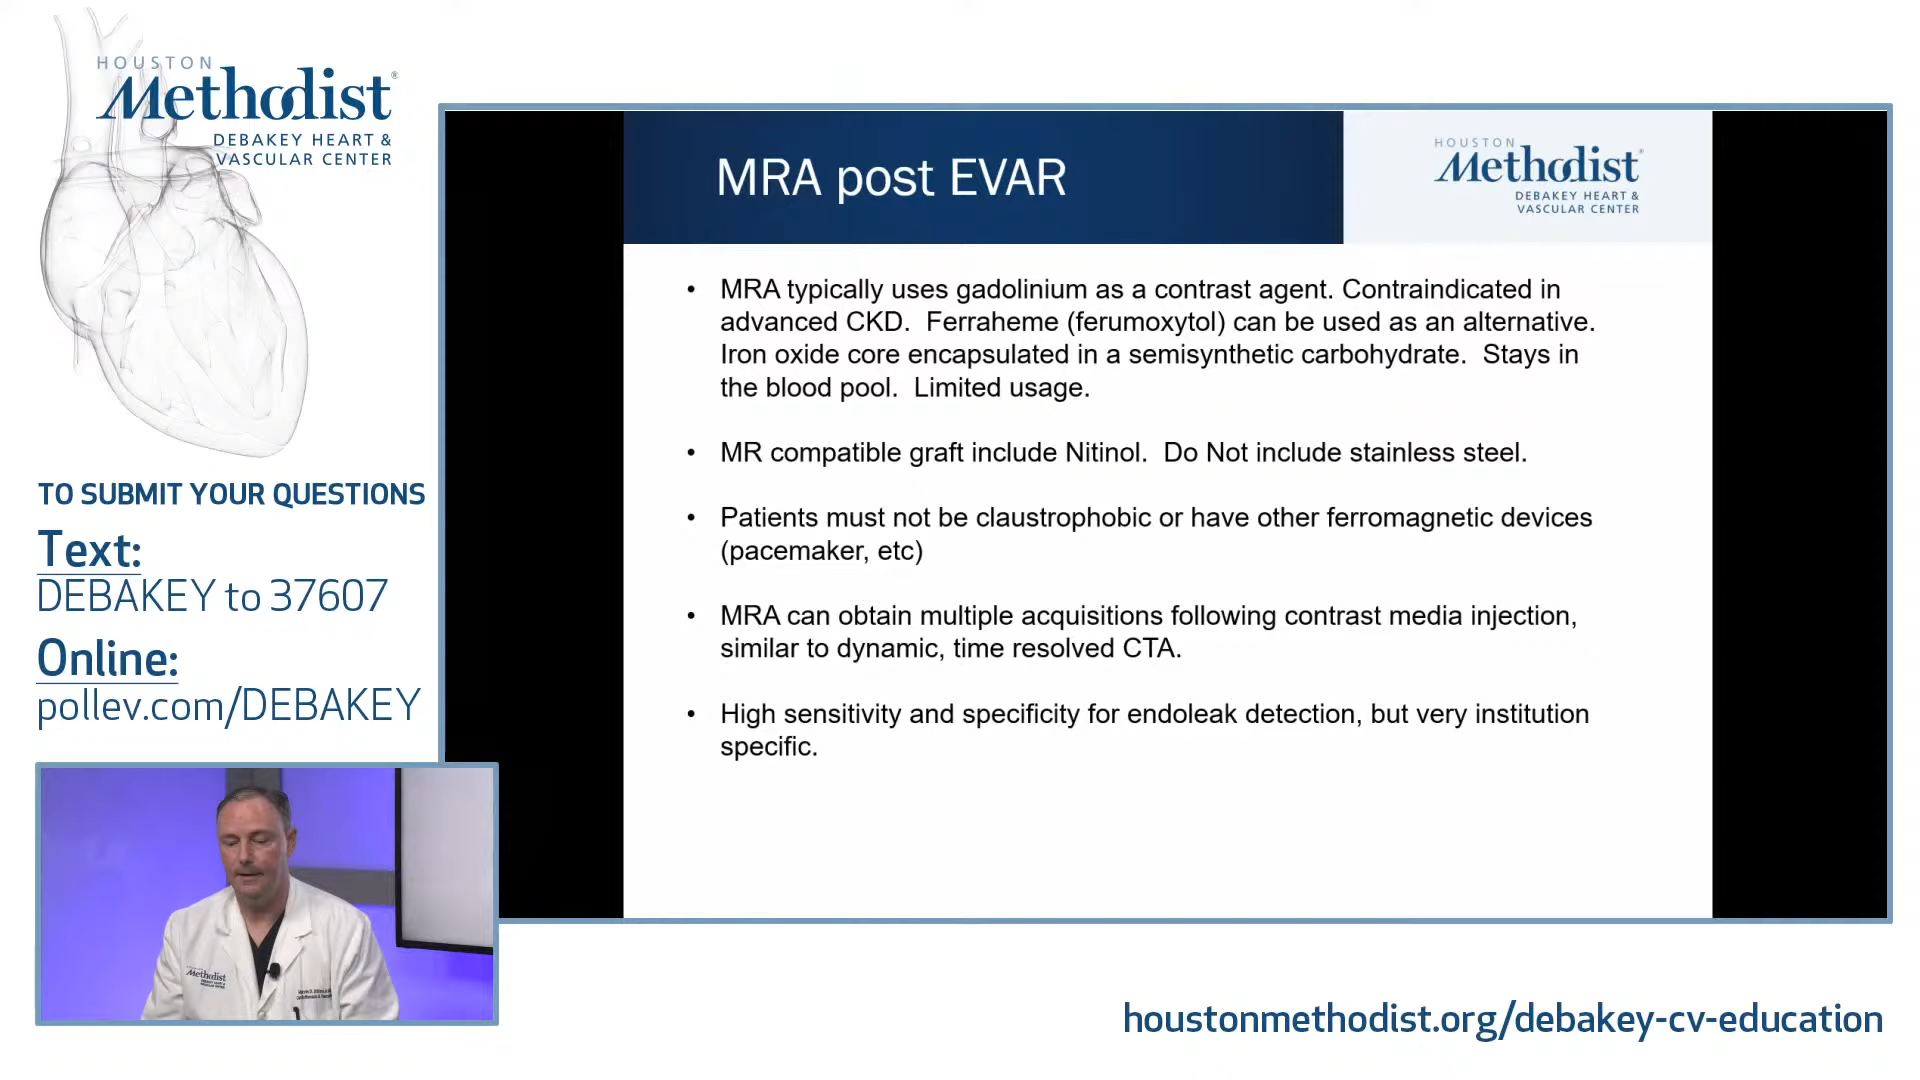 HOUSTON
Methodist®
DEBAKEY HEART &
VASCULAR CENTER
TO SUBMIT YOUR QUESTIONS
Text:
DEBAKEY to 37607
Online:
pollev.com/DEBAKEY
MRA post EVAR
HOUSTON
Methodist®
DEBAKEY HEART &
VASCULAR CENTER
• MRA typically uses gadolinium as a contrast agent. Contraindicated in
advanced CKD. Ferraheme (ferumoxytol) can be used as an alternative.
Iron oxide core encapsulated in a semisynthetic carbohydrate. Stays in
the blood pool. Limited usage.
• MR compatible graft include Nitinol. Do Not include stainless steel.
• Patients must not be claustrophobic or have other ferromagnetic devices
(pacemaker, etc)
• MRA can obtain multiple acquisitions following contrast media injection,
similar to dynamic, time resolved CTA.
• High sensitivity and specificity for endoleak detection, but very institution
specific.
Methodist
houstonmethodist.org/debakey-cv-education